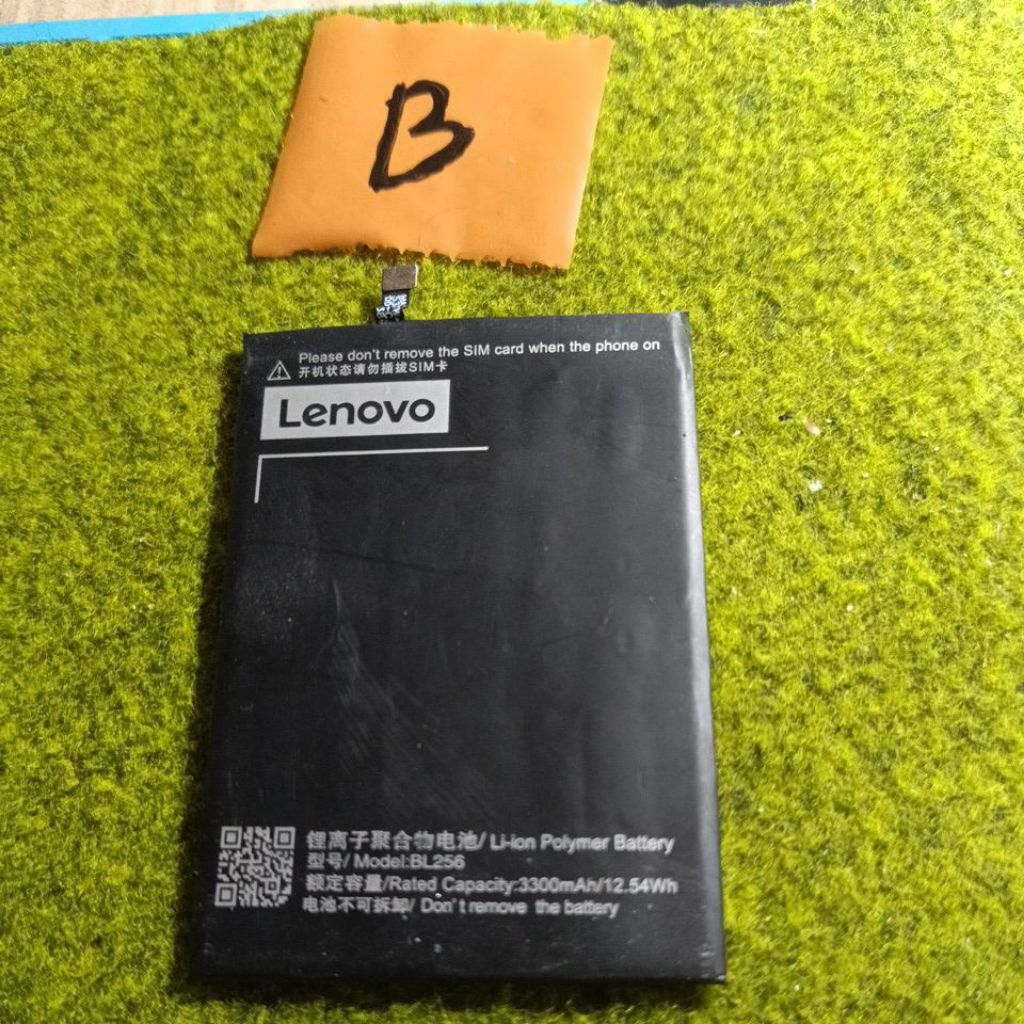 B
Please don't remove the SIM card when the phone on
开机状态请勿插拔SIM卡
Lenovo
锂离子聚合物电池/ Li-ion Polymer Battery
型号/ Model:BL256
额定容量/Rated Capacity:3300mAh/12.54Wh
电池不可拆卸/ Don't remove the battery